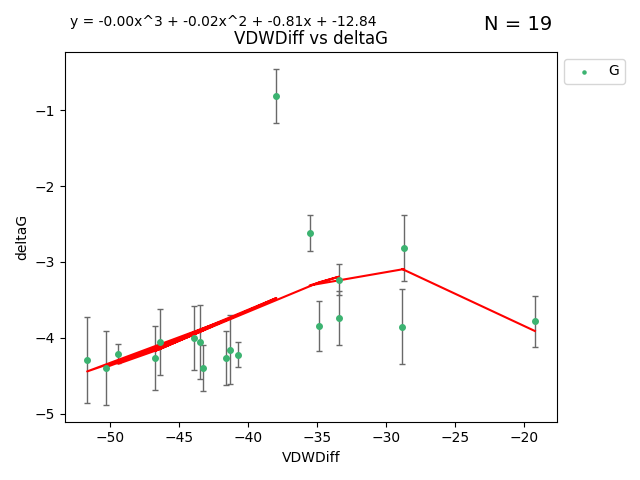 y = -0.00x^3 + -0.02x^2 + -0.81x + -12.84
N = 19
VDWDiff vs deltaG
G
−1
−2
−3
−4
−5
deltaG
−50 −45 −40 −35 −30 −25 −20
VDWDiff